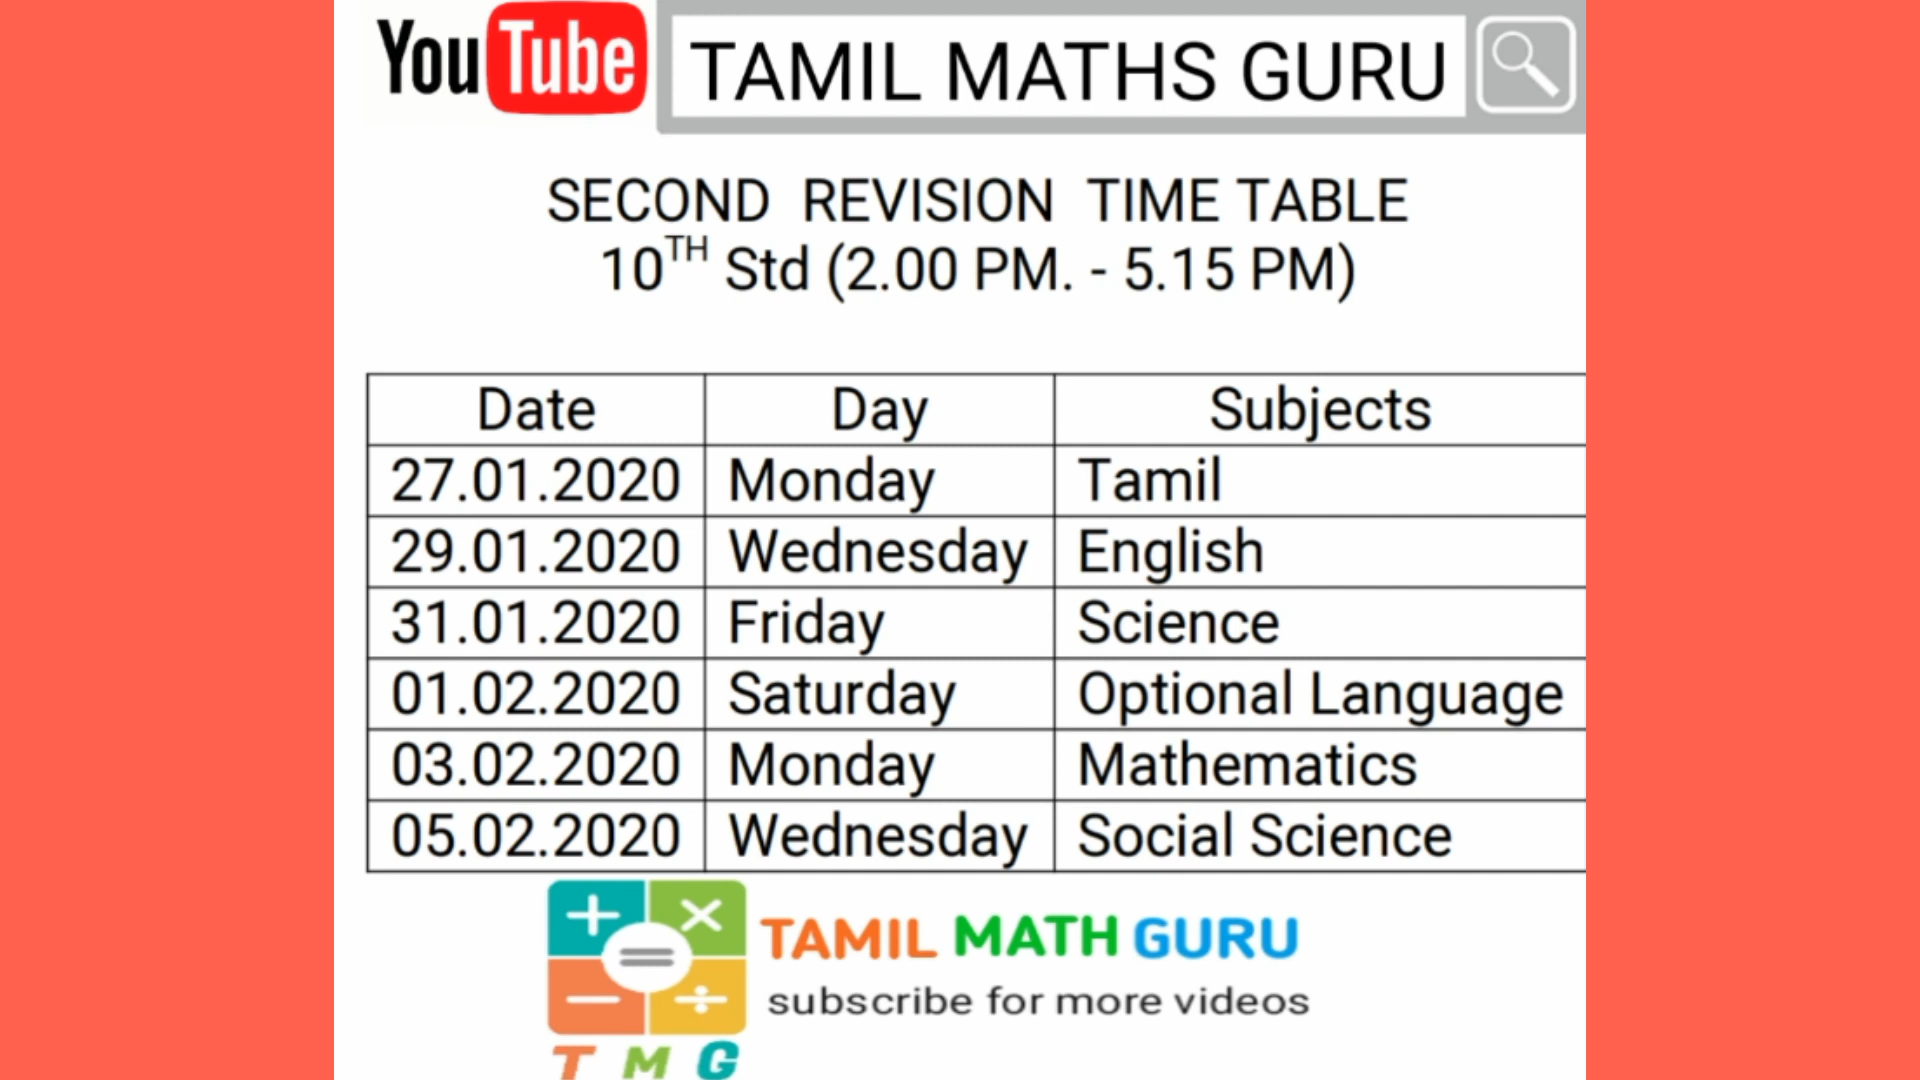 YouTube TAMIL MATHS GURU
SECOND REVISION TIME TABLE
10TH Std (2.00 PM. - 5.15 PM)
Date Day Subjects
27.01.2020 Monday Tamil
29.01.2020 Wednesday English
31.01.2020 Friday Science
01.02.2020 Saturday Optional Language
03.02.2020 Monday Mathematics
05.02.2020 Wednesday Social Science
TAMIL MATH GURU
subscribe for more videos
T M G